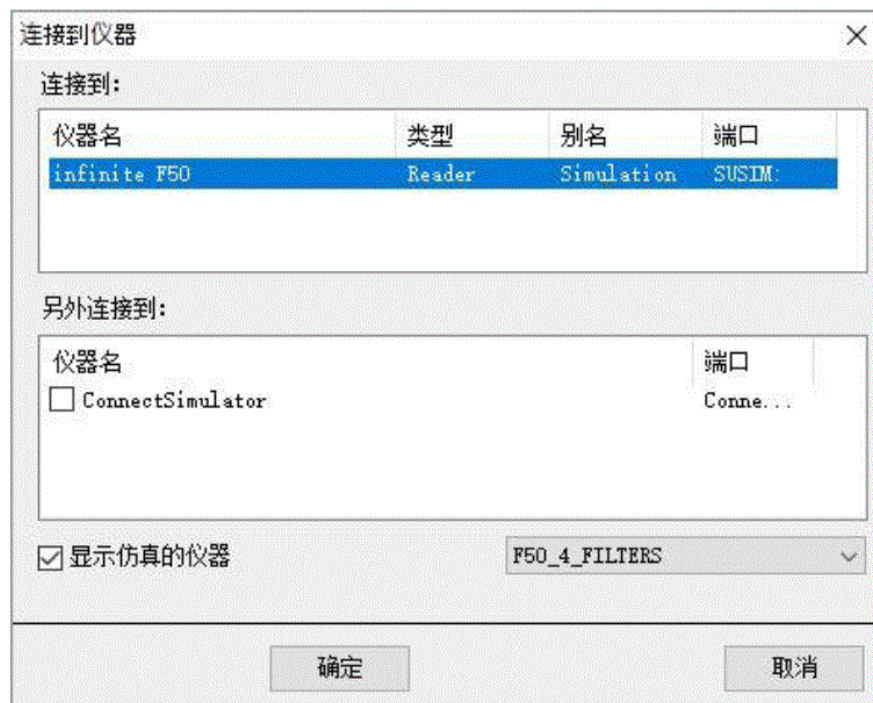 连接到仪器
连接到：
仪器名 类型 别名 端口
infinite F50 Reader Simulation SUSIM:
另外连接到：
仪器名 端口
ConnectSimulator Conne...
显示仿真的仪器 F50_4_FILTERS
确定 取消